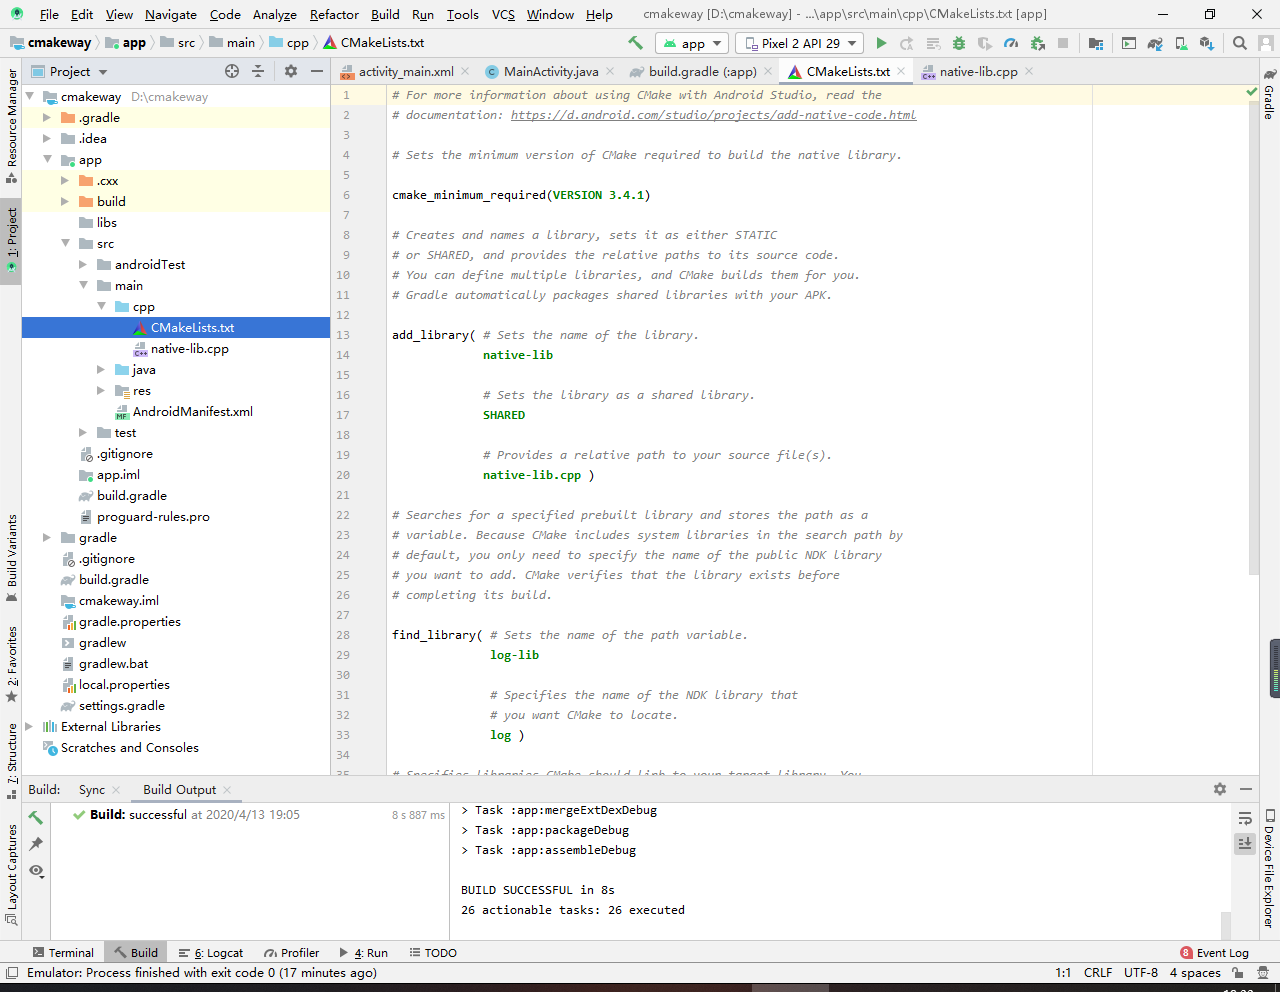 File Edit View Navigate Code Analyze Refactor Build Run Tools VCS Window Help cmakeway [D:\cmakeway] - ...\app\src\main\cpp\CMakeLists.txt [app]
cmakeway app src main cpp CMakeLists.txt app Pixel 2 API 29
Project
activity_main.xml MainActivity.java build.gradle (:app) CMakeLists.txt native-lib.cpp
Resource Manager
1: Project
Build Variants
2: Favorites
7: Structure
Layout Captures
cmakeway D:\cmakeway
.gradle
.idea
app
.cxx
build
libs
src
androidTest
main
cpp
CMakeLists.txt
native-lib.cpp
java
res
AndroidManifest.xml
test
.gitignore
app.iml
build.gradle
proguard-rules.pro
gradle
.gitignore
build.gradle
cmakeway.iml
gradle.properties
gradlew
gradlew.bat
local.properties
settings.gradle
External Libraries
Scratches and Consoles
1 # For more information about using CMake with Android Studio, read the
2 # documentation: https://d.android.com/studio/projects/add-native-code.html
3
4 # Sets the minimum version of CMake required to build the native library.
5
6 cmake_minimum_required(VERSION 3.4.1)
7
8 # Creates and names a library, sets it as either STATIC
9 # or SHARED, and provides the relative paths to its source code.
10 # You can define multiple libraries, and CMake builds them for you.
11 # Gradle automatically packages shared libraries with your APK.
12
13 add_library( # Sets the name of the library.
14 native-lib
15
16 # Sets the library as a shared library.
17 SHARED
18
19 # Provides a relative path to your source file(s).
20 native-lib.cpp )
21
22 # Searches for a specified prebuilt library and stores the path as a
23 # variable. Because CMake includes system libraries in the search path by
24 # default, you only need to specify the name of the public NDK library
25 # you want to add. CMake verifies that the library exists before
26 # completing its build.
27
28 find_library( # Sets the name of the path variable.
29 log-lib
30
31 # Specifies the name of the NDK library that
32 # you want CMake to locate.
33 log )
34
35 # Specifies libraries CMake should link to your target library. You
Gradle
Device File Explorer
Build: Sync Build Output
Build: successful at 2020/4/13 19:05 8 s 887 ms
> Task :app:mergeExtDexDebug
> Task :app:packageDebug
> Task :app:assembleDebug
BUILD SUCCESSFUL in 8s
26 actionable tasks: 26 executed
Terminal Build 6: Logcat Profiler 4: Run TODO 8 Event Log
Emulator: Process finished with exit code 0 (17 minutes ago) 1:1 CRLF UTF-8 4 spaces